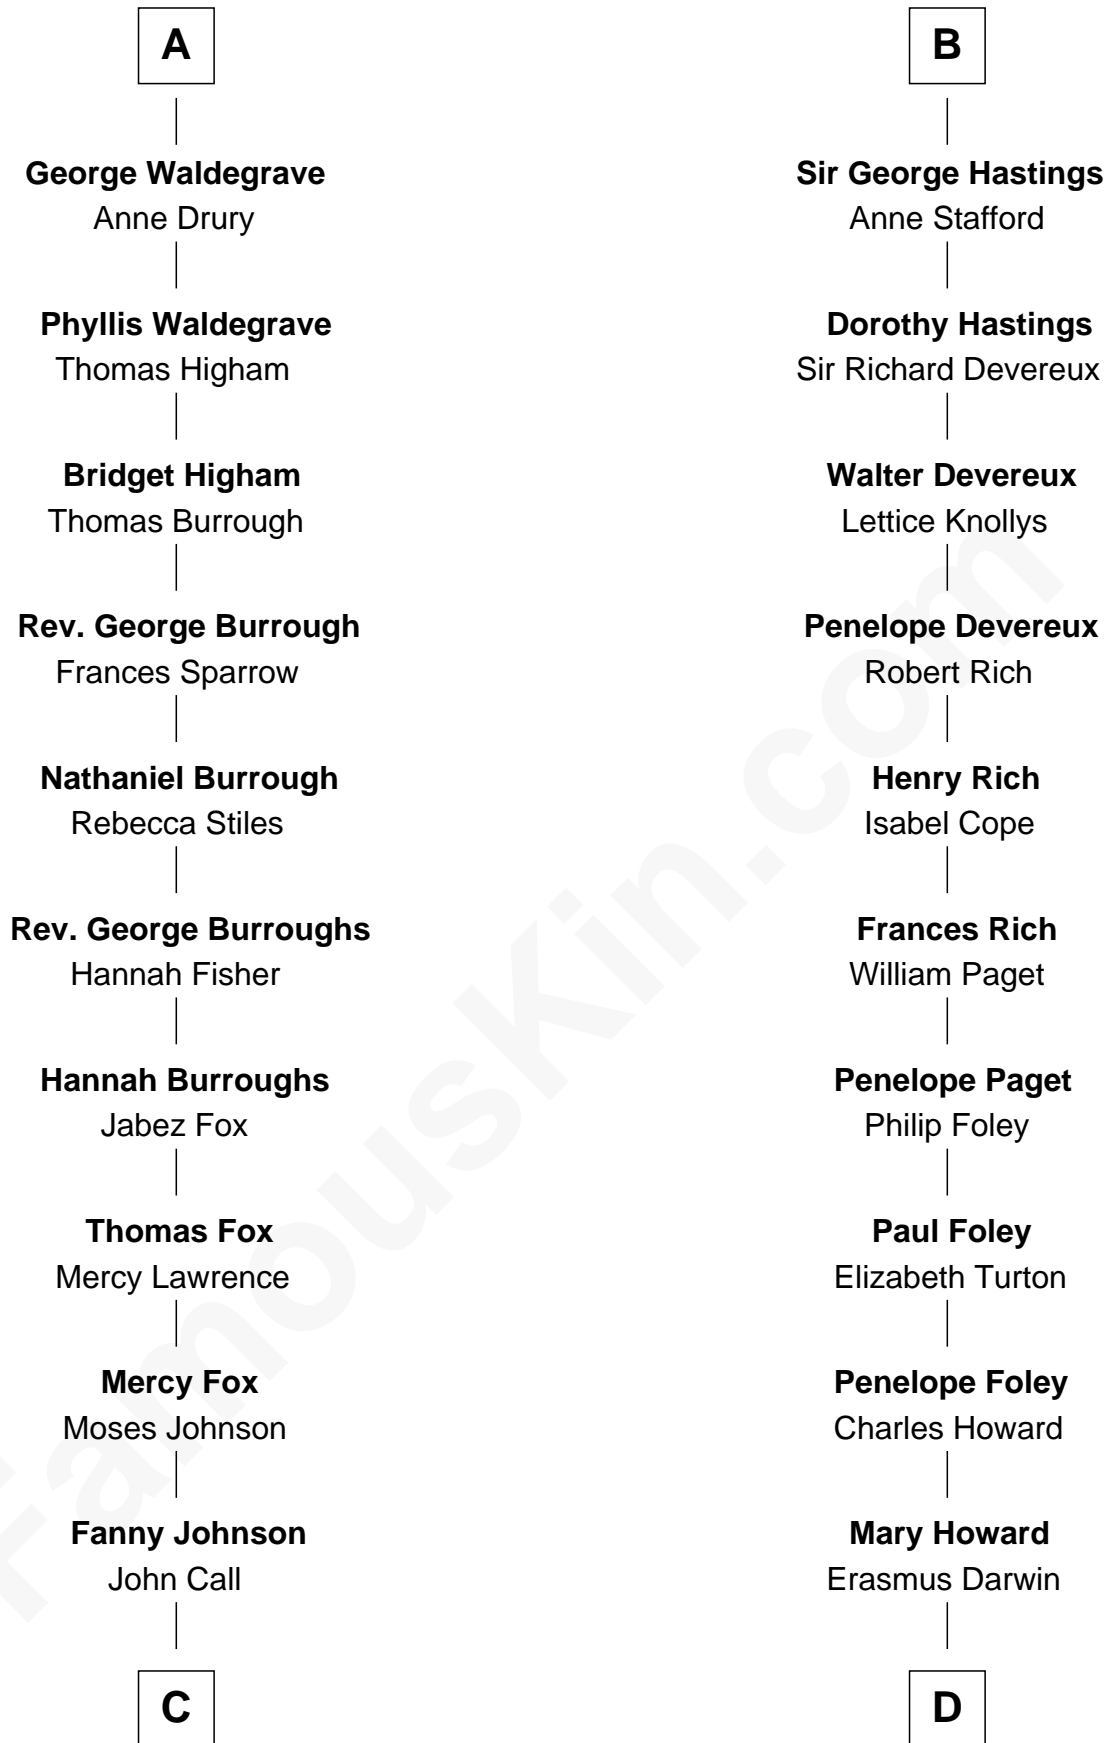 A
George Waldegrave
Anne Drury
Phyllis Waldegrave
Thomas Higham
Bridget Higham
Thomas Burrough
Rev. George Burrough
Frances Sparrow
Nathaniel Burrough
Rebecca Stiles
Rev. George Burroughs
Hannah Fisher
Hannah Burroughs
Jabez Fox
Thomas Fox
Mercy Lawrence
Mercy Fox
Moses Johnson
Fanny Johnson
John Call
C
B
Sir George Hastings
Anne Stafford
Dorothy Hastings
Sir Richard Devereux
Walter Devereux
Lettice Knollys
Penelope Devereux
Robert Rich
Henry Rich
Isabel Cope
Frances Rich
William Paget
Penelope Paget
Philip Foley
Paul Foley
Elizabeth Turton
Penelope Foley
Charles Howard
Mary Howard
Erasmus Darwin
D
FamousKin.com